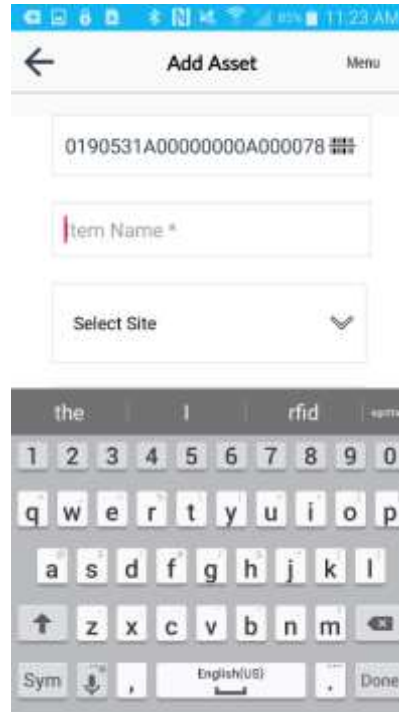 11:23 AM
Add Asset
Menu
0190531A00000000A000078
Item Name *
Select Site
the I rfid
1 2 3 4 5 6 7 8 9 0
q w e r t y u i o p
a s d f g h j k l
z x c v b n m
Sym , English(US) . Done